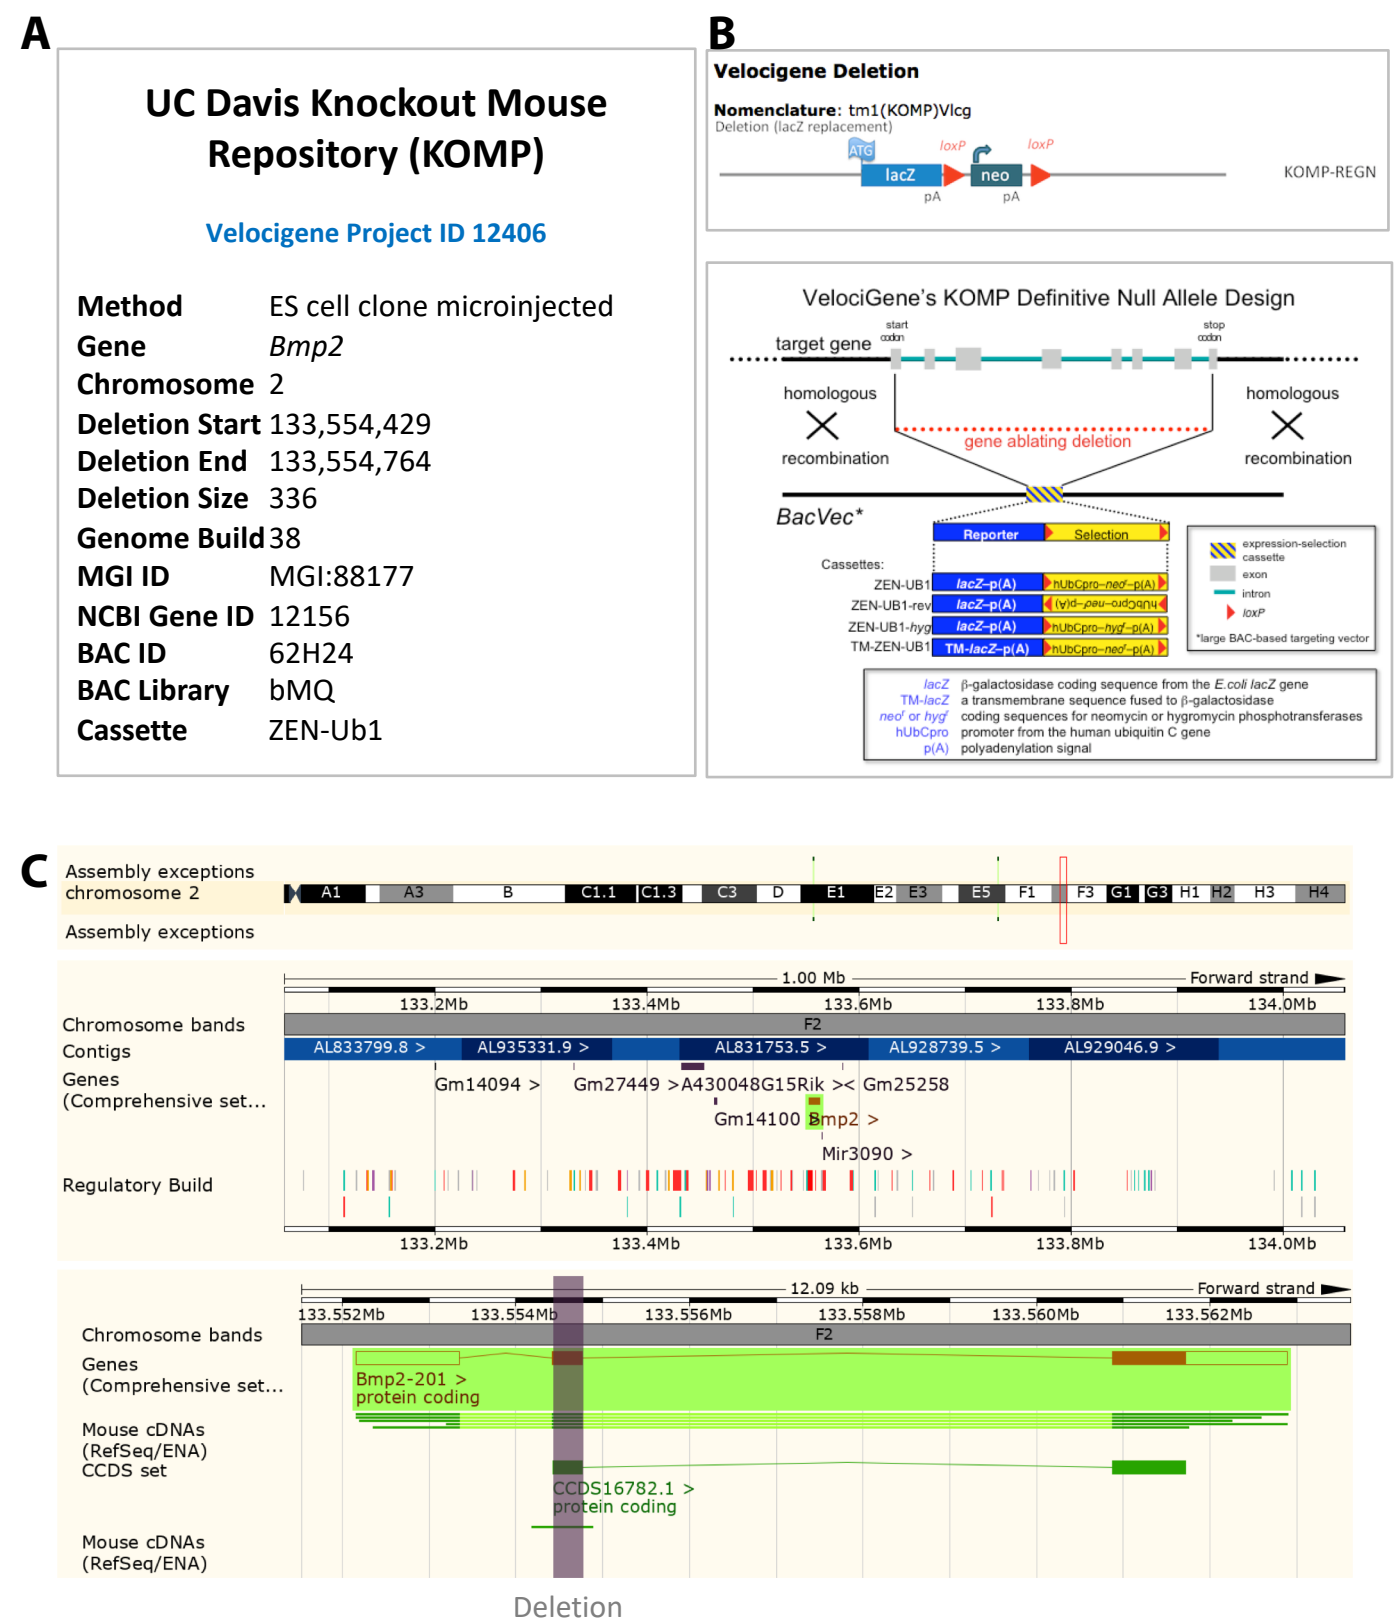 A
UC Davis Knockout Mouse
Repository (KOMP)
Velocigene Project ID 12406
Method ES cell clone microinjected
Gene Bmp2
Chromosome 2
Deletion Start 133,554,429
Deletion End 133,554,764
Deletion Size 336
Genome Build 38
MGI ID MGI:88177
NCBI Gene ID 12156
BAC ID 62H24
BAC Library bMQ
Cassette ZEN-Ub1
B
Velocigene Deletion
Nomenclature: tm1(KOMP)Vlcg
Deletion (lacZ replacement)
ATG loxP loxP
lacZ neo KOMP-REGN
pA pA
VelociGene's KOMP Definitive Null Allele Design
start codon stop codon
target gene
homologous recombination
homologous recombination
gene ablating deletion
BacVec*
Reporter Selection
Cassettes:
ZEN-UB1 lacZ–p(A) hUbCpro–neoʳ–p(A)
ZEN-UB1-rev lacZ–p(A) hUbCpro–neoʳ–p(A)
ZEN-UB1-hyg lacZ–p(A) hUbCpro–hygʳ–p(A)
TM-ZEN-UB1 TM-lacZ–p(A) hUbCpro–neoʳ–p(A)
expression-selection
cassette
exon
intron
loxP
*large BAC-based targeting vector
lacZ β-galactosidase coding sequence from the E.coli lacZ gene
TM-lacZ a transmembrane sequence fused to β-galactosidase
neoʳ or hygʳ coding sequences for neomycin or hygromycin phosphotransferases
hUbCpro promoter from the human ubiquitin C gene
p(A) polyadenylation signal
C
Assembly exceptions
chromosome 2 A1 A3 B C1.1 C1.3 C3 D E1 E2 E3 E5 F1 F3 G1 G3 H1 H2 H3 H4
Assembly exceptions
1.00 Mb Forward strand
133.2Mb 133.4Mb 133.6Mb 133.8Mb 134.0Mb
Chromosome bands F2
Contigs AL833799.8 > AL935331.9 > AL831753.5 > AL928739.5 > AL929046.9 >
Genes
(Comprehensive set...
Gm14094 > Gm27449 > A430048G15Rik > < Gm25258
Gm14100 > Bmp2 >
Mir3090 >
Regulatory Build
133.2Mb 133.4Mb 133.6Mb 133.8Mb 134.0Mb
12.09 kb Forward strand
133.552Mb 133.554Mb 133.556Mb 133.558Mb 133.560Mb 133.562Mb
Chromosome bands F2
Genes
(Comprehensive set...
Bmp2-201 >
protein coding
Mouse cDNAs
(RefSeq/ENA)
CCDS set
CCDS16782.1 >
protein coding
Mouse cDNAs
(RefSeq/ENA)
Deletion